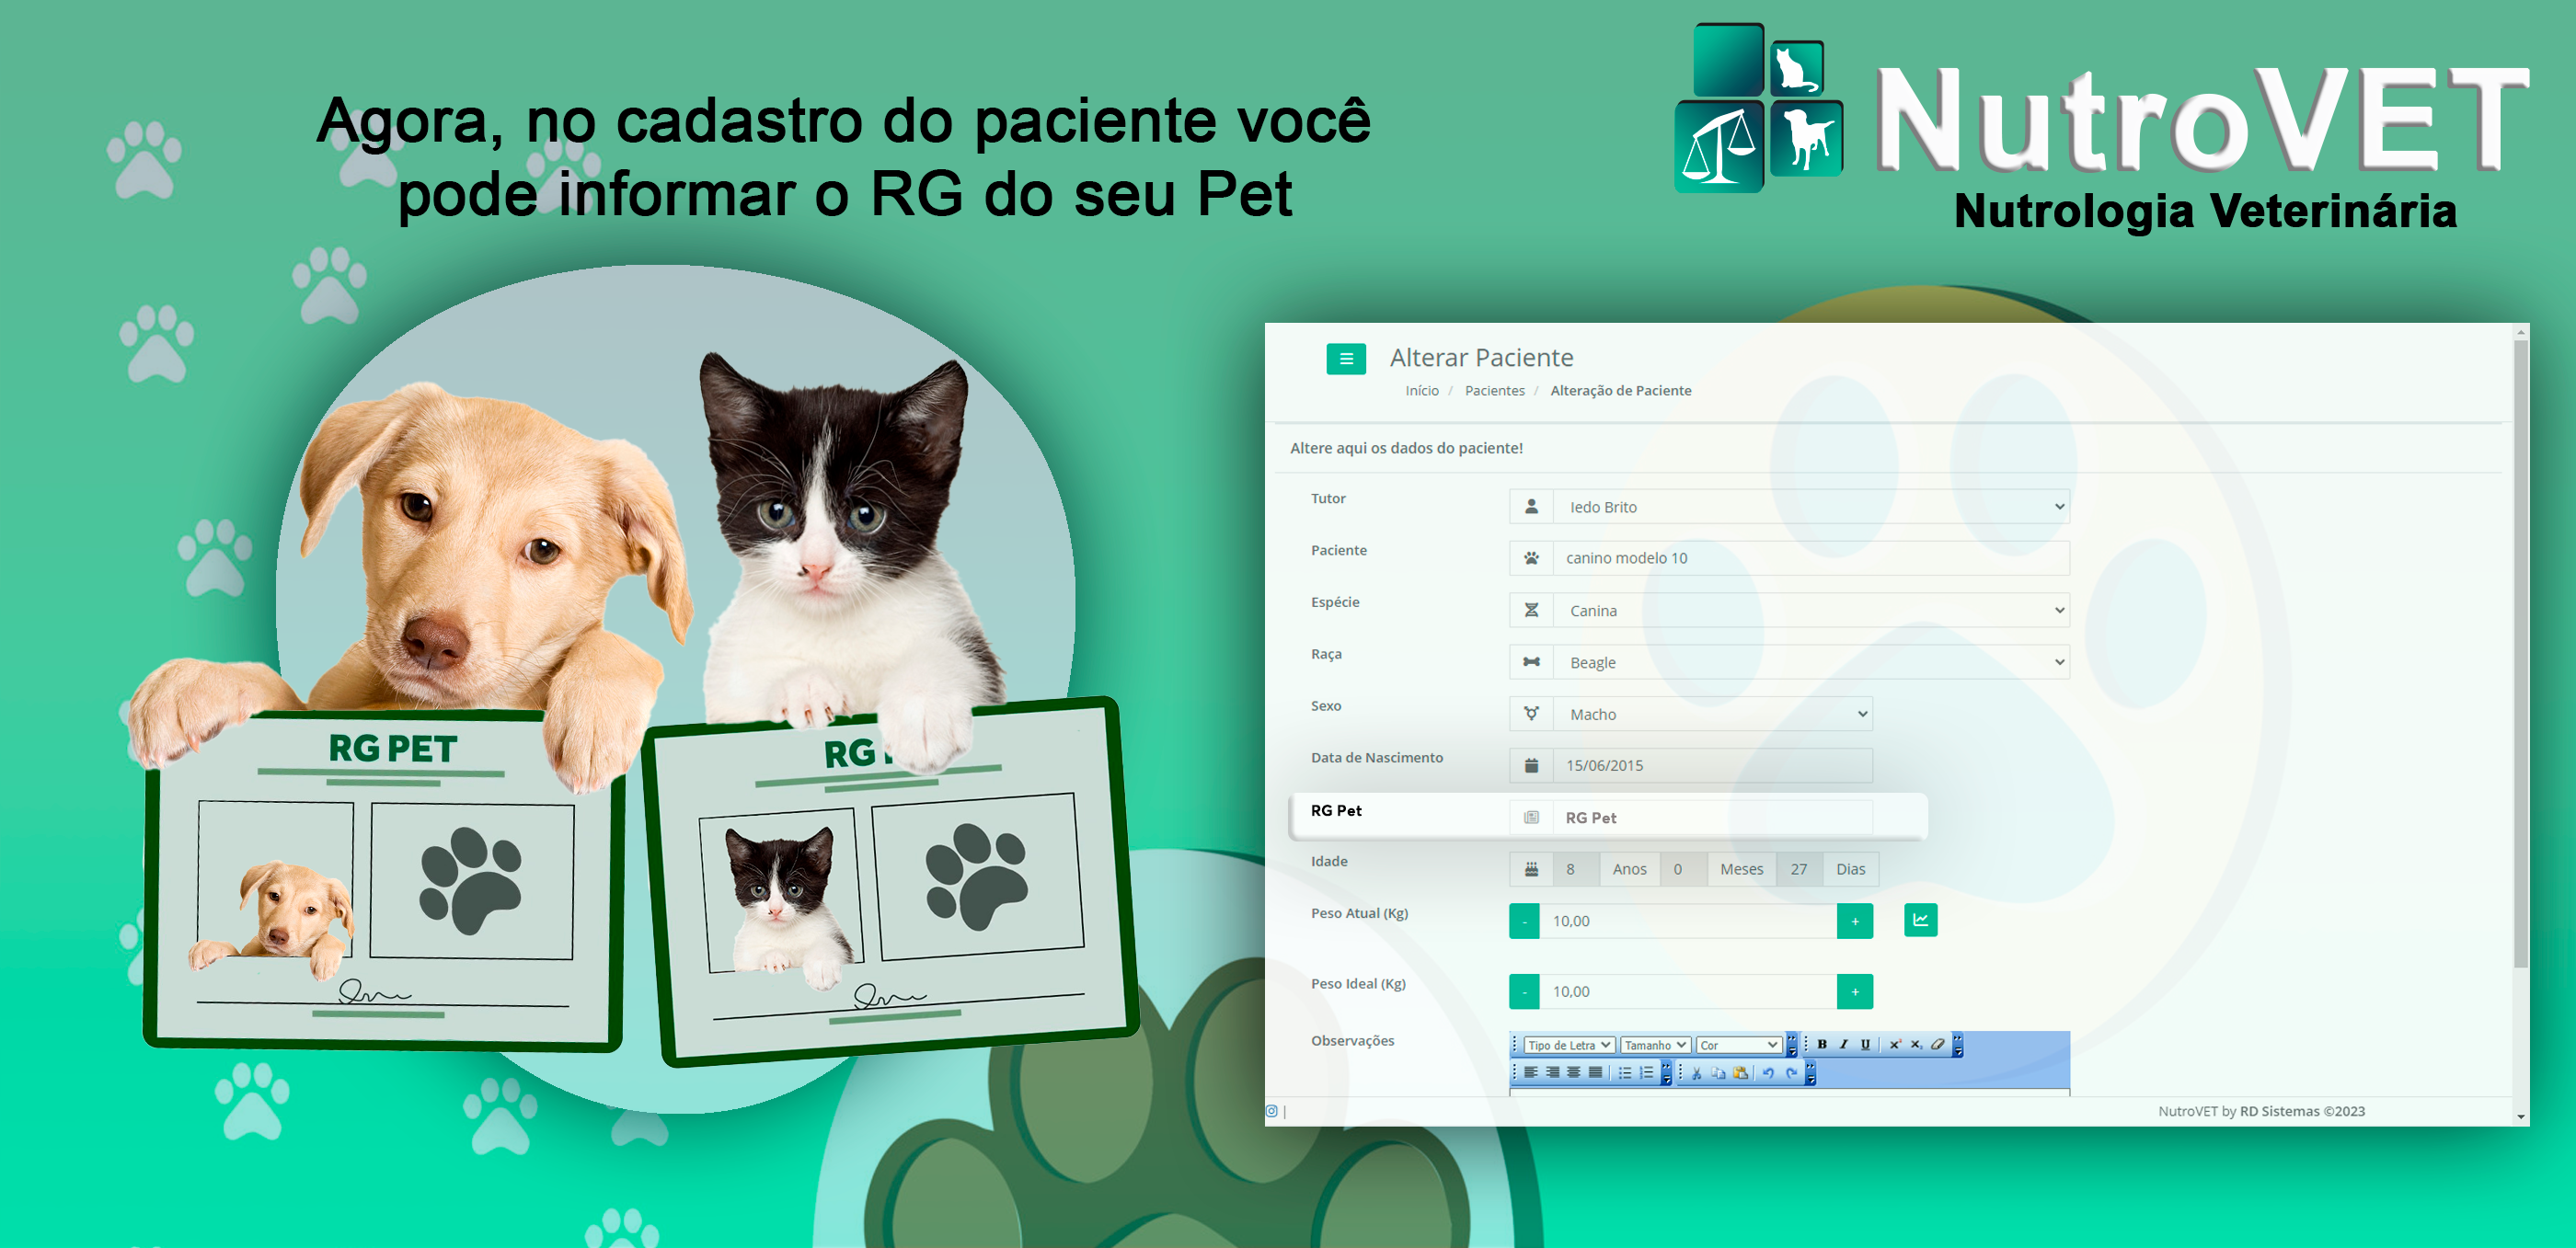 Agora, no cadastro do paciente você
pode informar o RG do seu Pet
NutroVET
Nutrologia Veterinária
RG PET
RG
Alterar Paciente
Início / Pacientes / Alteração de Paciente
Altere aqui os dados do paciente!
Tutor
Iedo Brito
Paciente
canino modelo 10
Espécie
Canina
Raça
Beagle
Sexo
Macho
Data de Nascimento
15/06/2015
RG Pet
RG Pet
Idade
8 Anos 0 Meses 27 Dias
Peso Atual (Kg)
- 10,00 +
Peso Ideal (Kg)
- 10,00 +
Observações
Tipo de Letra Tamanho Cor B I U x² x₂
|
NutroVET by RD Sistemas ©2023